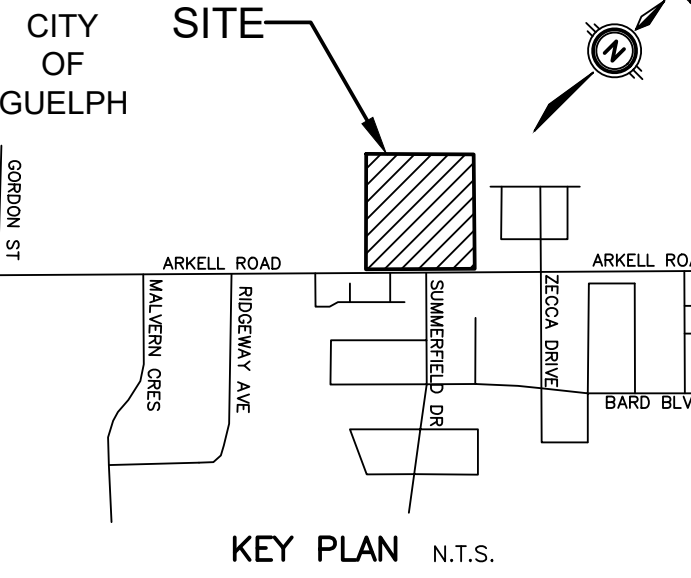 CITY
OF
GUELPH
SITE
N
GORDON ST
ARKELL ROAD
ARKELL ROA
MALVERN CRES
RIDGEWAY AVE
SUMMERFIELD DR
ZECCA DRIVE
BARD BLV
KEY PLAN N.T.S.